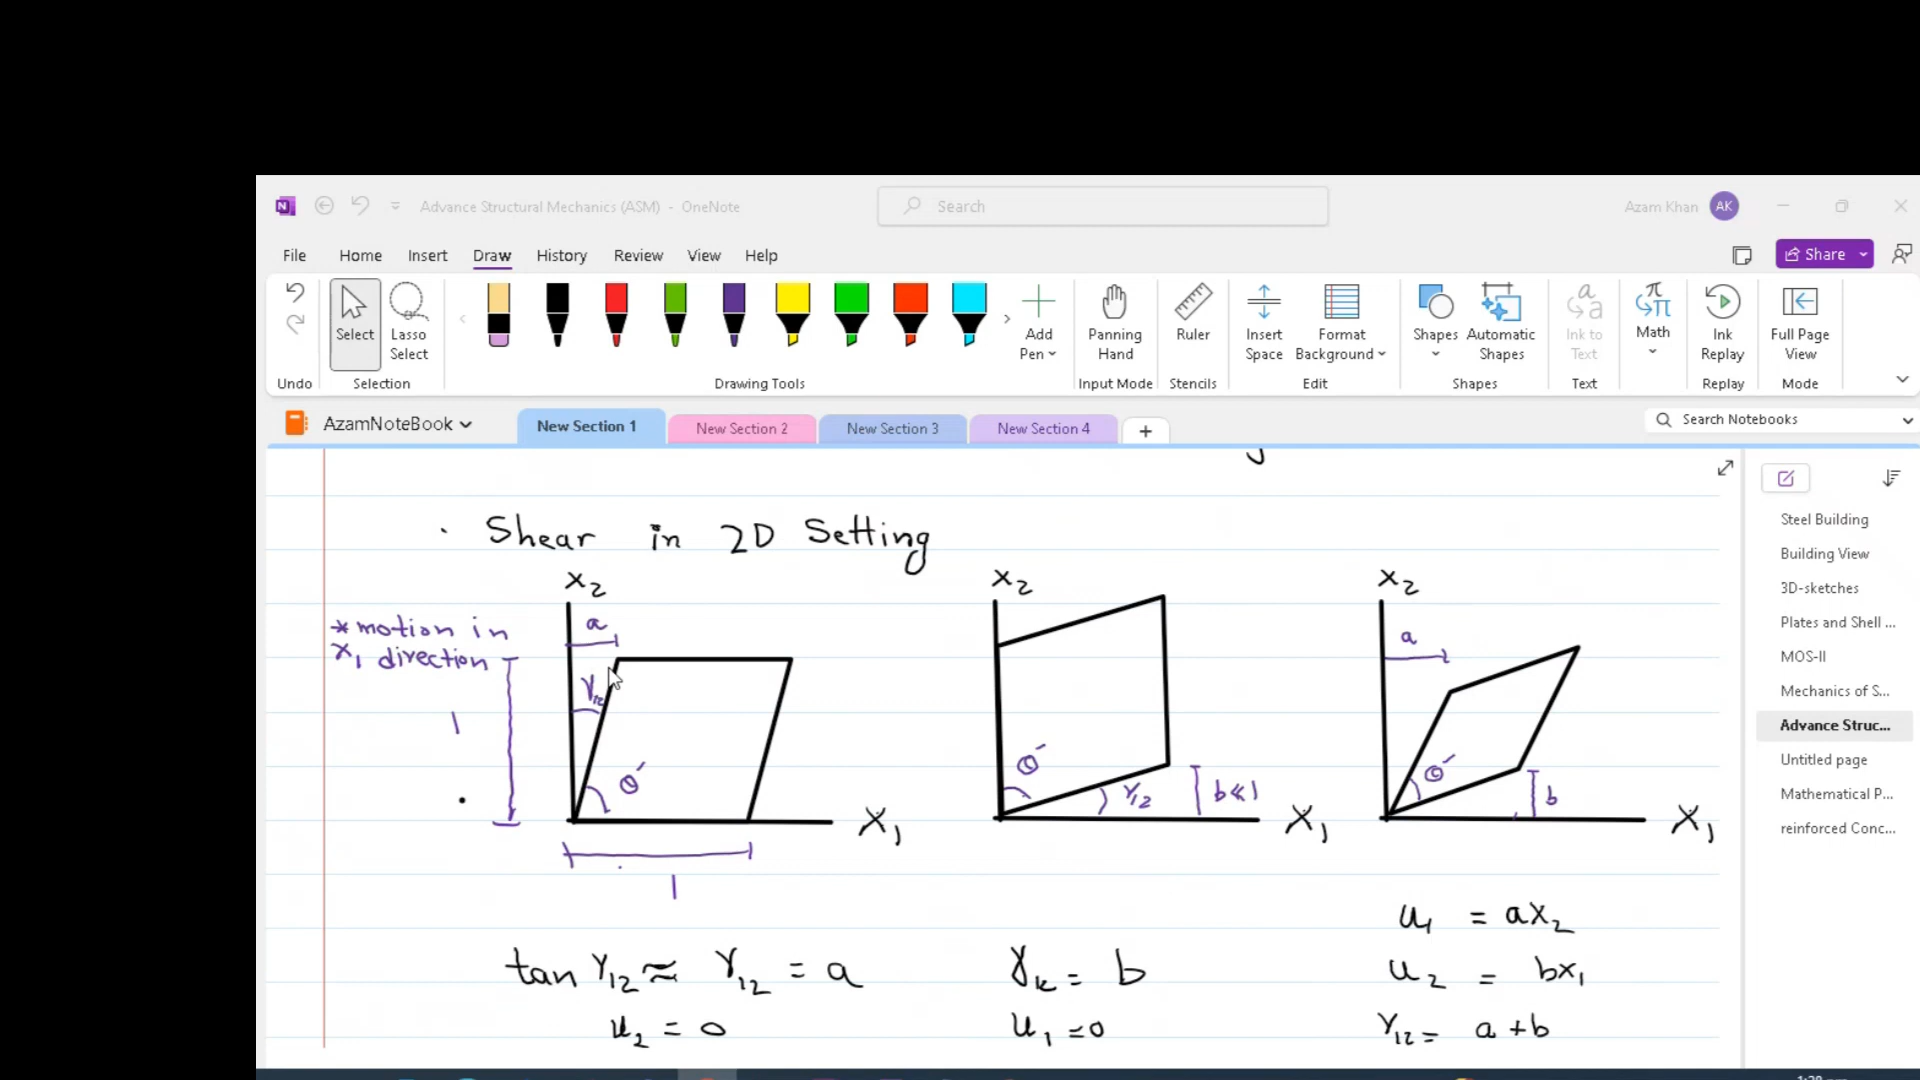 Advance Structural Mechanics (ASM) - OneNote
Search
Azam Khan AK
File Home Insert Draw History Review View Help
Share
Select
Lasso Select
Add Pen
Panning Hand
Ruler
Insert Space
Format Background
Shapes
Automatic Shapes
Ink to Text
Math
Ink Replay
Full Page View
Undo Selection Drawing Tools Input Mode Stencils Edit Shapes Text Replay Mode
AzamNoteBook New Section 1 New Section 2 New Section 3 New Section 4 +
Search Notebooks
Steel Building
Building View
3D-sketches
Plates and Shell ...
MOS-II
Mechanics of S...
Advance Struc...
Untitled page
Mathematical P...
reinforced Conc...
· Shear in 2D Setting
x₂ x₂ x₂
* motion in
x₁ direction
a a
γ₁₂
1
θ′ θ′ θ′
γ₁₂ b≪1 b
x₁ x₁ x₁
1
u₁ = ax₂
tan γ₁₂ ≈ γ₁₂ = a
γ₁₂ = b
u₂ = bx₁
u₂ = 0
u₁ = 0
γ₁₂ = a + b